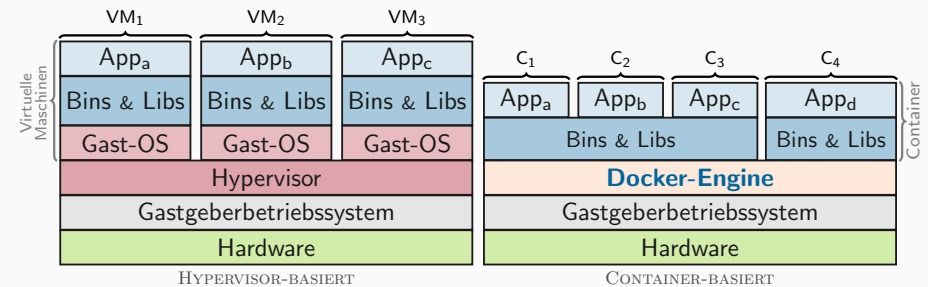 VM₁ VM₂ VM₃
Virtuelle
Maschinen
Appₐ App_b App_c
Bins & Libs Bins & Libs Bins & Libs
Gast-OS Gast-OS Gast-OS
Hypervisor
Gastgeberbetriebssystem
Hardware
HYPERVISOR-BASIERT
C₁ C₂ C₃ C₄
Appₐ App_b App_c App_d
Bins & Libs Bins & Libs
Container
Docker-Engine
Gastgeberbetriebssystem
Hardware
CONTAINER-BASIERT